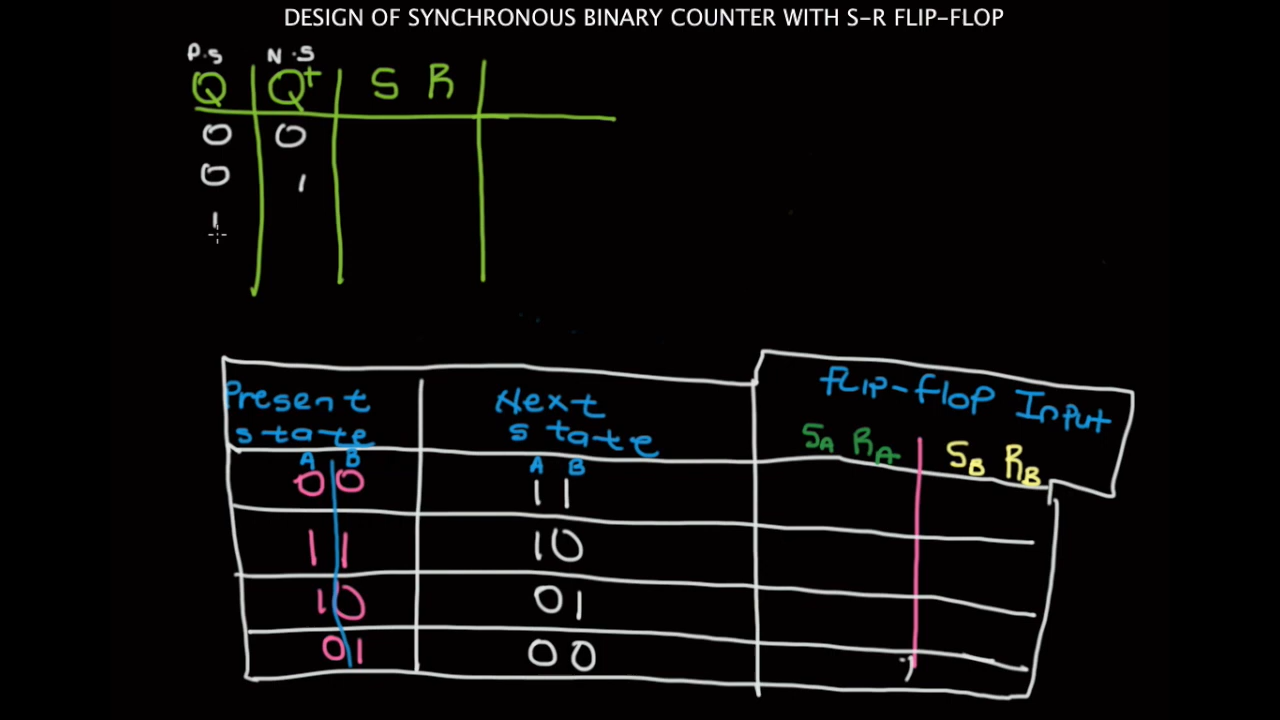 DESIGN OF SYNCHRONOUS BINARY COUNTER WITH S-R FLIP-FLOP
P.S N.S
Q Q+ S R
0 0
0 1
1
Present state Next state FLIP-flop Input
SA RA SB RB
A B A B
0 0 1 1
1 1 1 0
1 0 0 1
0 1 0 0